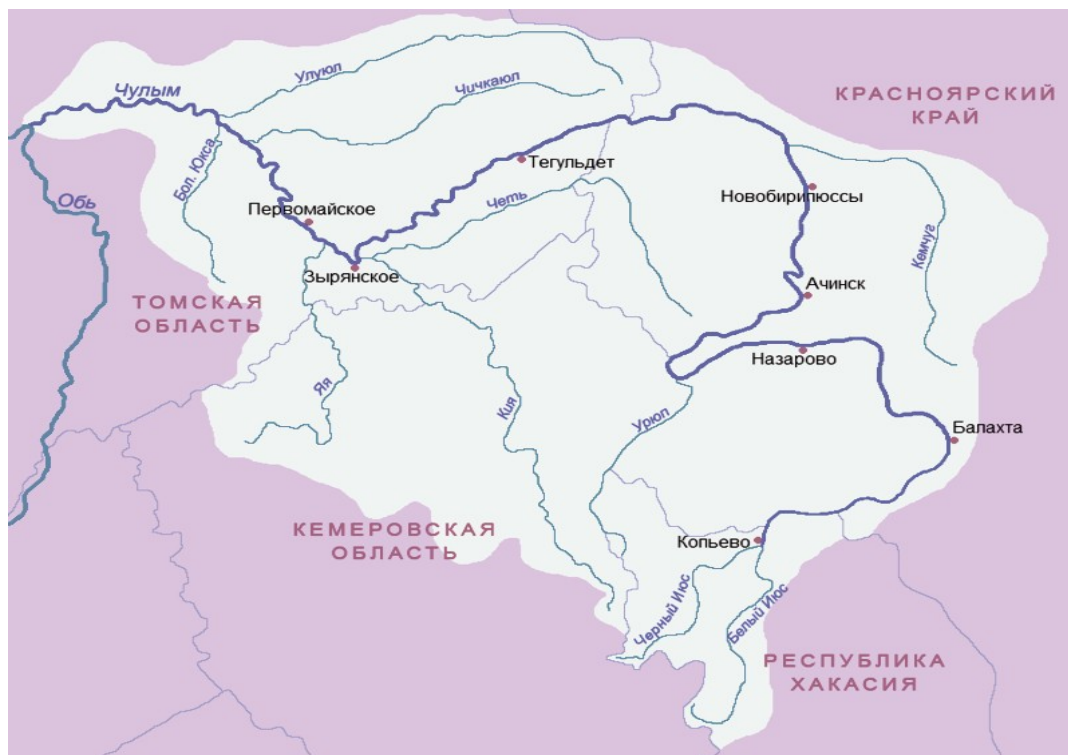 Чулым
Улуюл
Чичкаюл
КРАСНОЯРСКИЙ
КРАЙ
Бол. Юкса
Тегульдет
Обь
Первомайское
Четь
Новобирилюссы
Кемчуг
Зырянское
ТОМСКАЯ
ОБЛАСТЬ
Ачинск
Назарово
Яя
Кия
Урюл
Балахта
КЕМЕРОВСКАЯ
ОБЛАСТЬ
Копьево
Черный Июс
Белый Июс
РЕСПУБЛИКА
ХАКАСИЯ